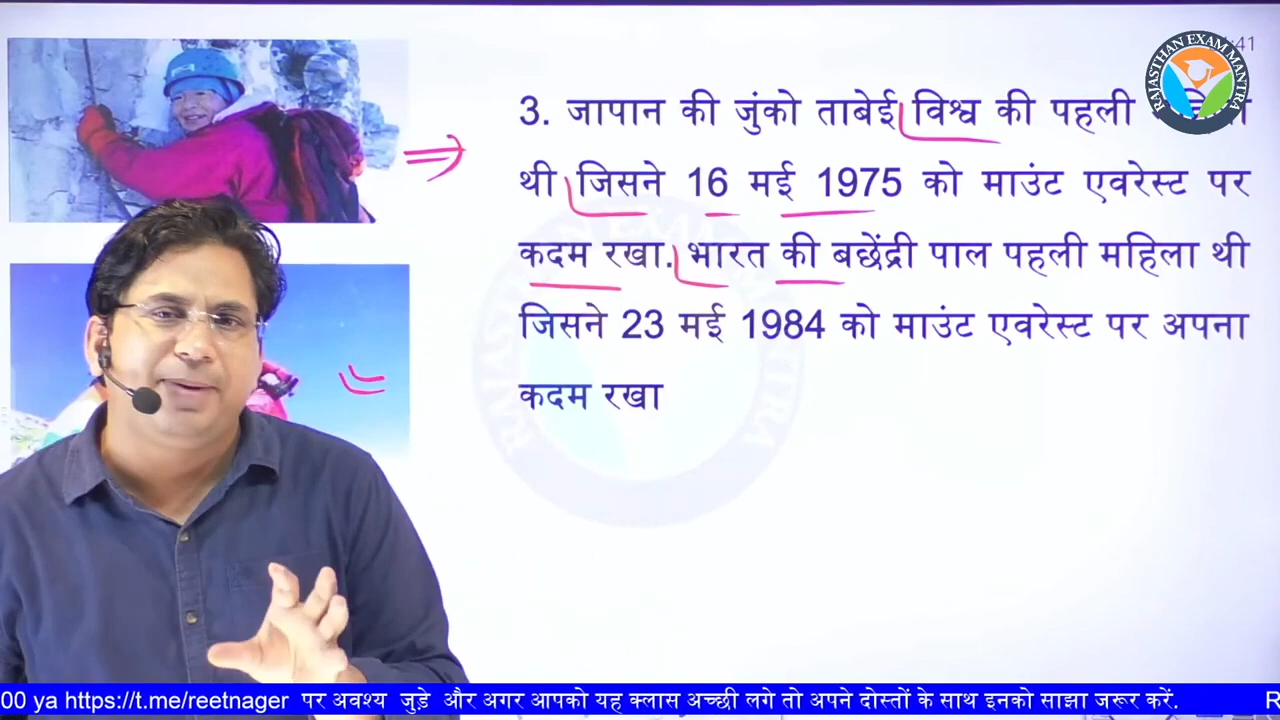 :41
RAJASTHAN EXAM MANTRA
3. जापान की जुंको ताबेई विश्व की पहली
थी जिसने 16 मई 1975 को माउंट एवरेस्ट पर
कदम रखा. भारत की बछेंद्री पाल पहली महिला थी
जिसने 23 मई 1984 को माउंट एवरेस्ट पर अपना
कदम रखा
00 ya https://t.me/reetnager पर अवश्य जुड़े और अगर आपको यह क्लास अच्छी लगे तो अपने दोस्तों के साथ इनको साझा जरूर करें. R